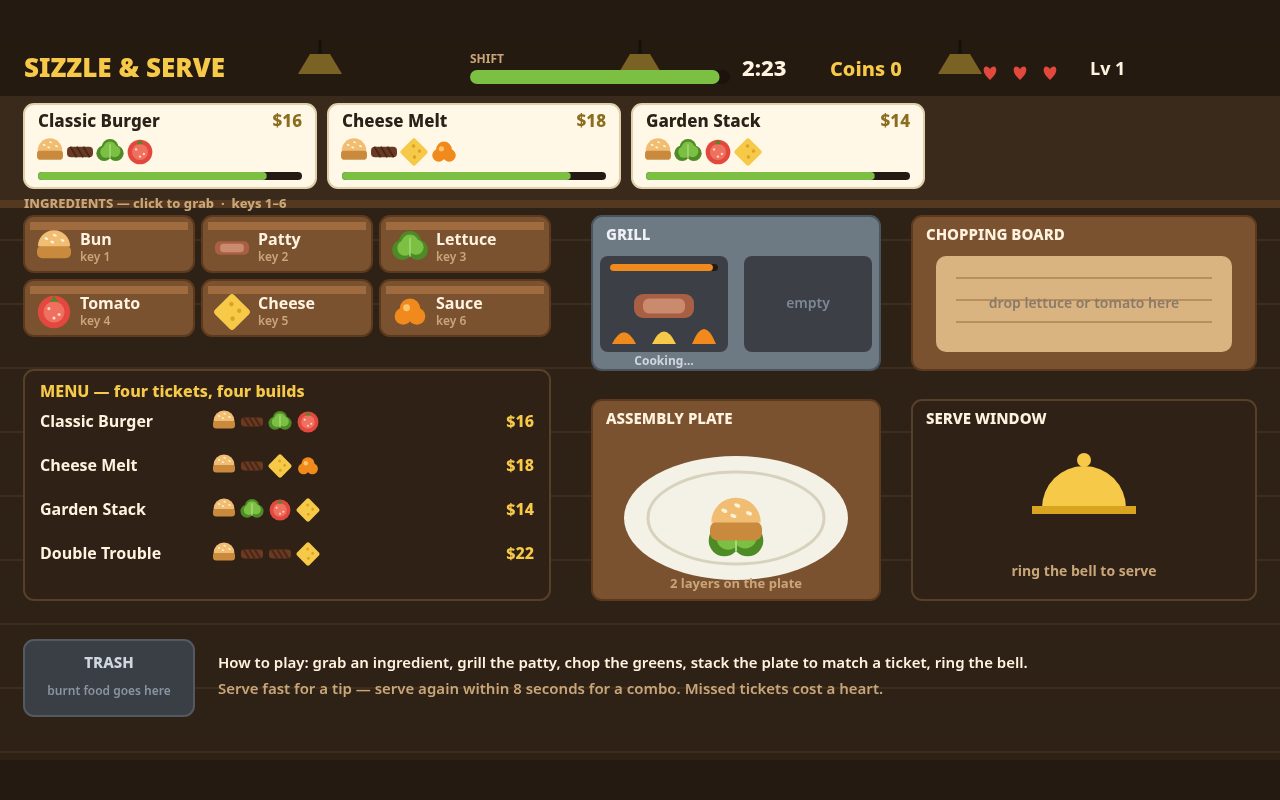 SIZZLE & SERVE
SHIFT
2:23
Coins 0
Lv 1
Classic Burger $16
Cheese Melt $18
Garden Stack $14
INGREDIENTS — click to grab · keys 1–6
Bun
key 1
Patty
key 2
Lettuce
key 3
Tomato
key 4
Cheese
key 5
Sauce
key 6
GRILL
empty
Cooking...
CHOPPING BOARD
drop lettuce or tomato here
MENU — four tickets, four builds
Classic Burger $16
Cheese Melt $18
Garden Stack $14
Double Trouble $22
ASSEMBLY PLATE
2 layers on the plate
SERVE WINDOW
ring the bell to serve
TRASH
burnt food goes here
How to play: grab an ingredient, grill the patty, chop the greens, stack the plate to match a ticket, ring the bell.
Serve fast for a tip — serve again within 8 seconds for a combo. Missed tickets cost a heart.